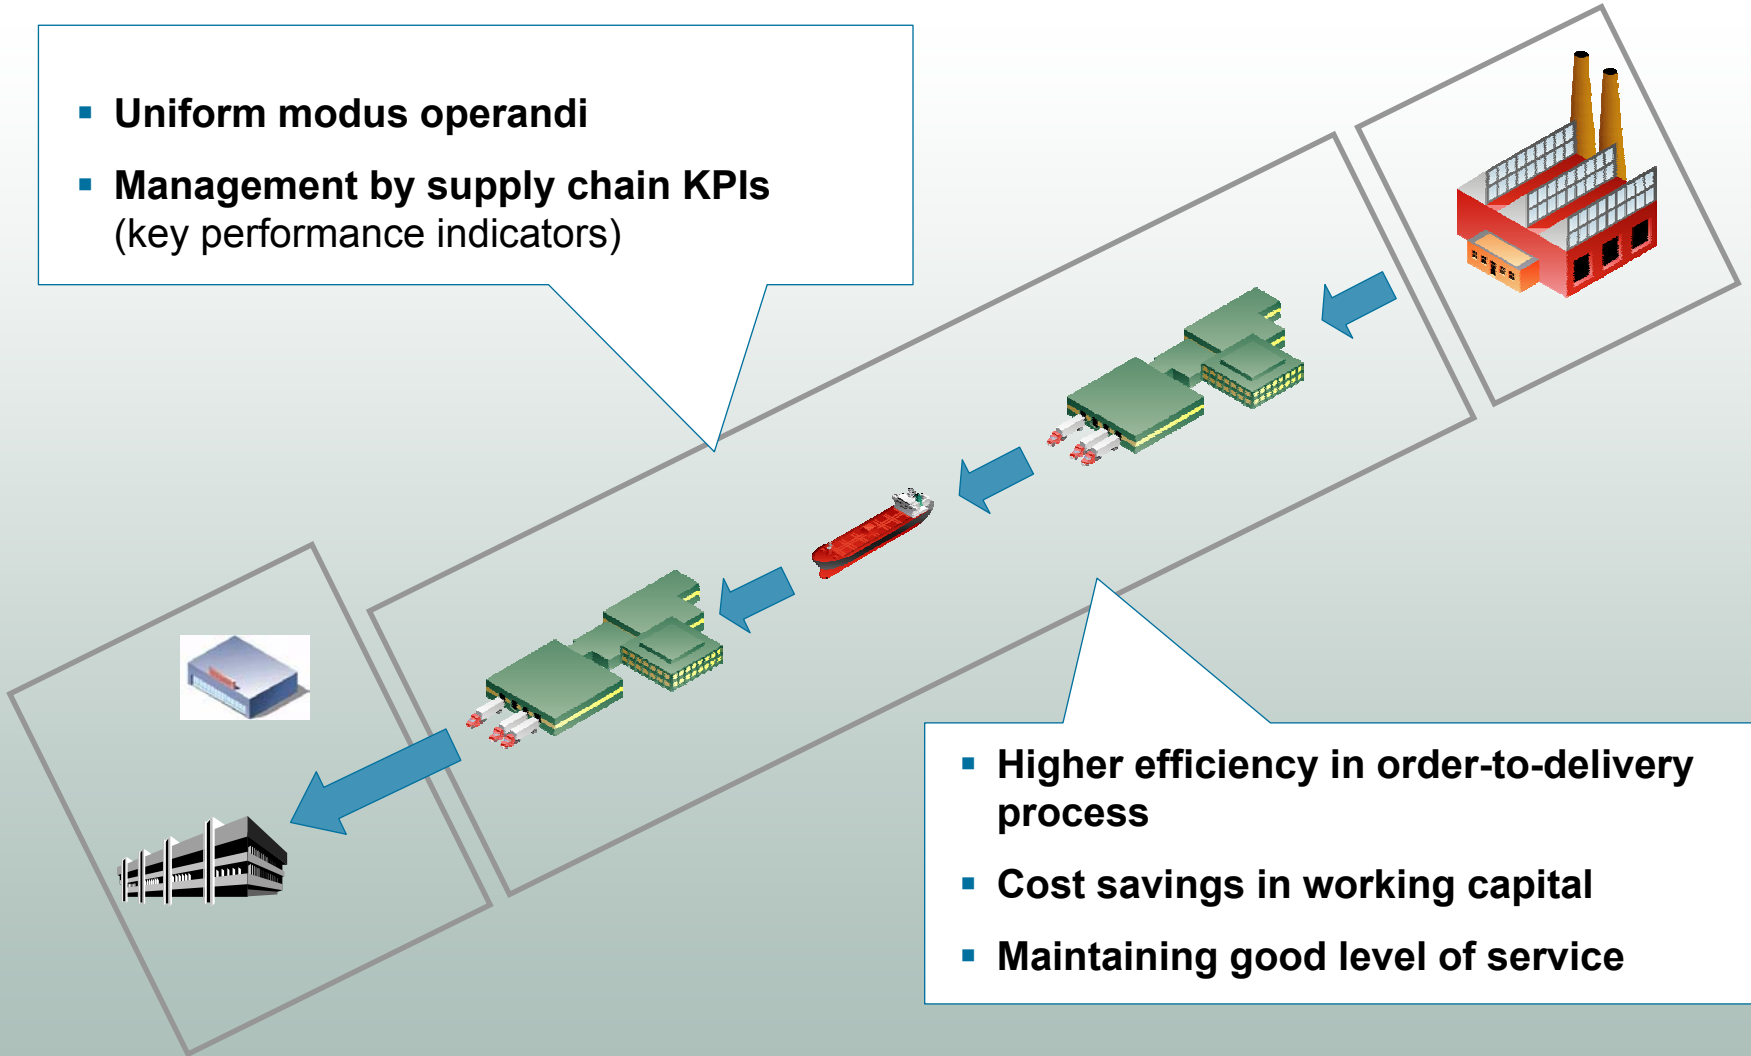 ▪ Uniform modus operandi
▪ Management by supply chain KPIs
(key performance indicators)
▪ Higher efficiency in order-to-delivery
process
▪ Cost savings in working capital
▪ Maintaining good level of service